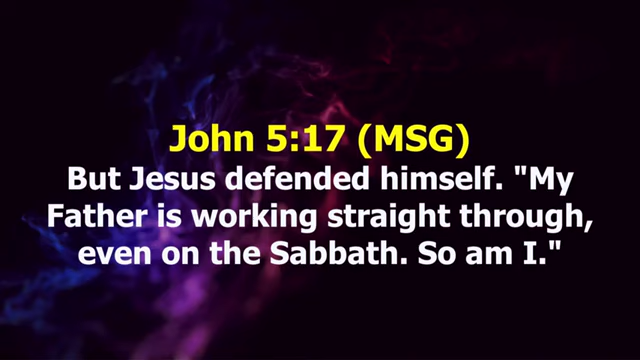 John 5:17 (MSG)
But Jesus defended himself. "My
Father is working straight through,
even on the Sabbath. So am I."